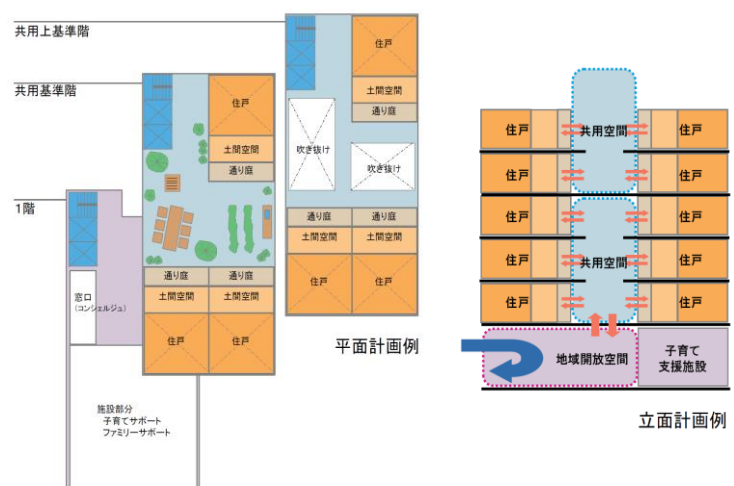 共用上基準階
共用基準階
1階
住戸
土間空間
通り庭
吹き抜け
吹き抜け
通り庭
通り庭
土間空間
土間空間
住戸
住戸
住戸
土間空間
通り庭
通り庭
通り庭
土間空間
土間空間
住戸
住戸
窓口
(コンシェルジュ)
施設部分
子育てサポート
ファミリーサポート
平面計画例
住戸
共用空間
住戸
住戸
住戸
住戸
住戸
住戸
共用空間
住戸
住戸
住戸
地域開放空間
子育て
支援施設
立面計画例